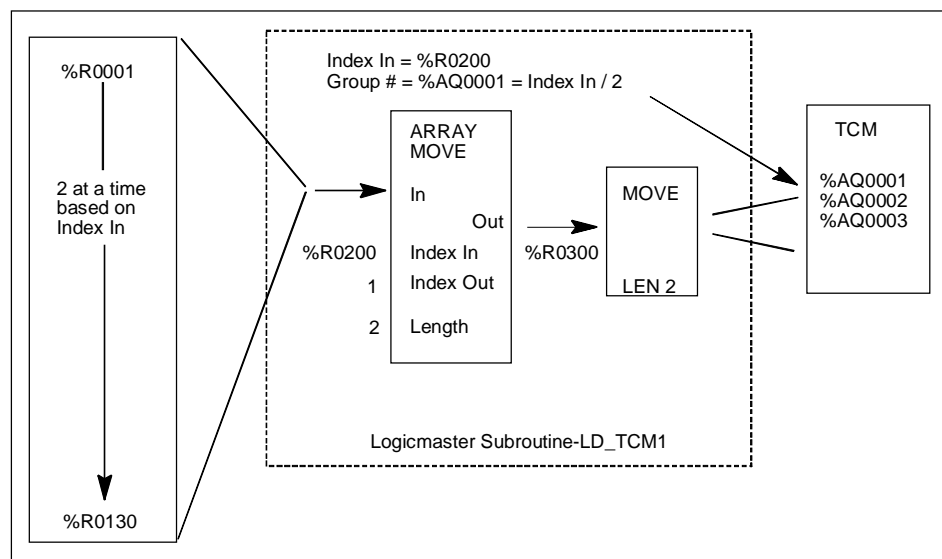 %R0001
2 at a time
based on
Index In
%R0130
Index In = %R0200
Group # = %AQ0001 = Index In / 2
ARRAY
MOVE
In
Out
%R0200
Index In
1
Index Out
2
Length
%R0300
MOVE
LEN 2
TCM
%AQ0001
%AQ0002
%AQ0003
Logicmaster Subroutine-LD_TCM1